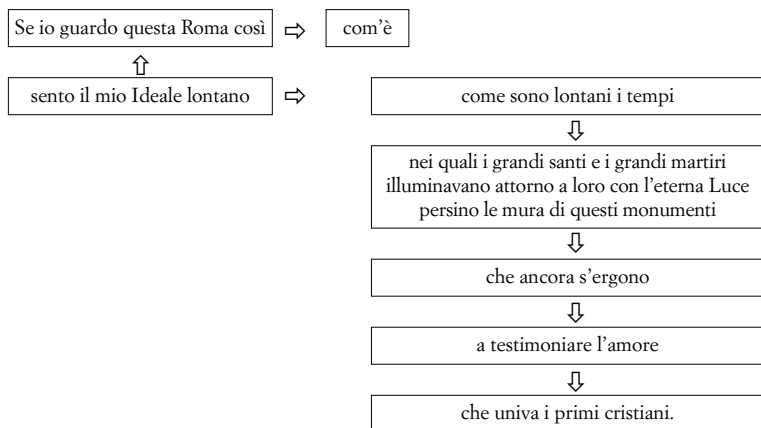 Se io guardo questa Roma così
com’è
sento il mio Ideale lontano
come sono lontani i tempi
nei quali i grandi santi e i grandi martiri
illuminavano attorno a loro con l’eterna Luce
persino le mura di questi monumenti
che ancora s’ergono
a testimoniare l’amore
che univa i primi cristiani.